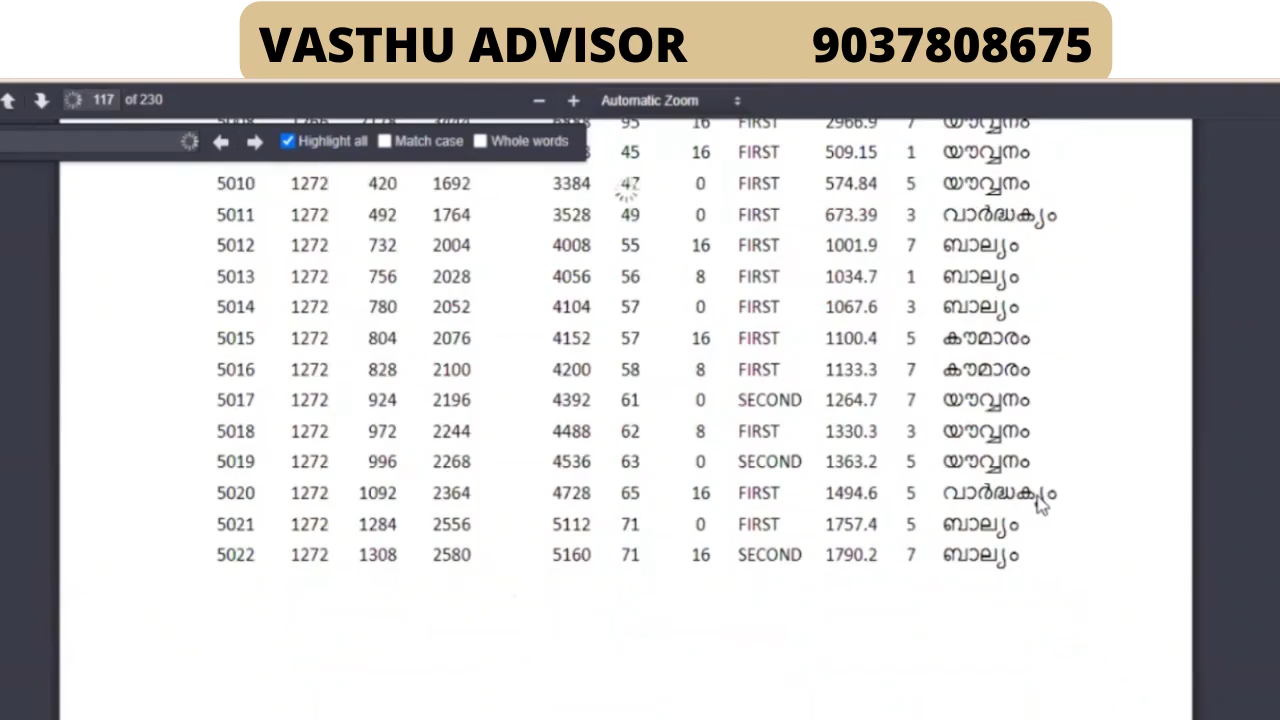 VASTHU ADVISOR 9037808675
117 of 230 Automatic Zoom
95 16 FIRST 2966.9 7 യൗവ്വനം
Highlight all Match case Whole words 45 16 FIRST 509.15 1 യൗവ്വനം
5010 1272 420 1692 3384 47 0 FIRST 574.84 5 യൗവ്വനം
5011 1272 492 1764 3528 49 0 FIRST 673.39 3 വാർദ്ധക്യം
5012 1272 732 2004 4008 55 16 FIRST 1001.9 7 ബാല്യം
5013 1272 756 2028 4056 56 8 FIRST 1034.7 1 ബാല്യം
5014 1272 780 2052 4104 57 0 FIRST 1067.6 3 ബാല്യം
5015 1272 804 2076 4152 57 16 FIRST 1100.4 5 കൗമാരം
5016 1272 828 2100 4200 58 8 FIRST 1133.3 7 കൗമാരം
5017 1272 924 2196 4392 61 0 SECOND 1264.7 7 യൗവ്വനം
5018 1272 972 2244 4488 62 8 FIRST 1330.3 3 യൗവ്വനം
5019 1272 996 2268 4536 63 0 SECOND 1363.2 5 യൗവ്വനം
5020 1272 1092 2364 4728 65 16 FIRST 1494.6 5 വാർദ്ധക്യം
5021 1272 1284 2556 5112 71 0 FIRST 1757.4 5 ബാല്യം
5022 1272 1308 2580 5160 71 16 SECOND 1790.2 7 ബാല്യം